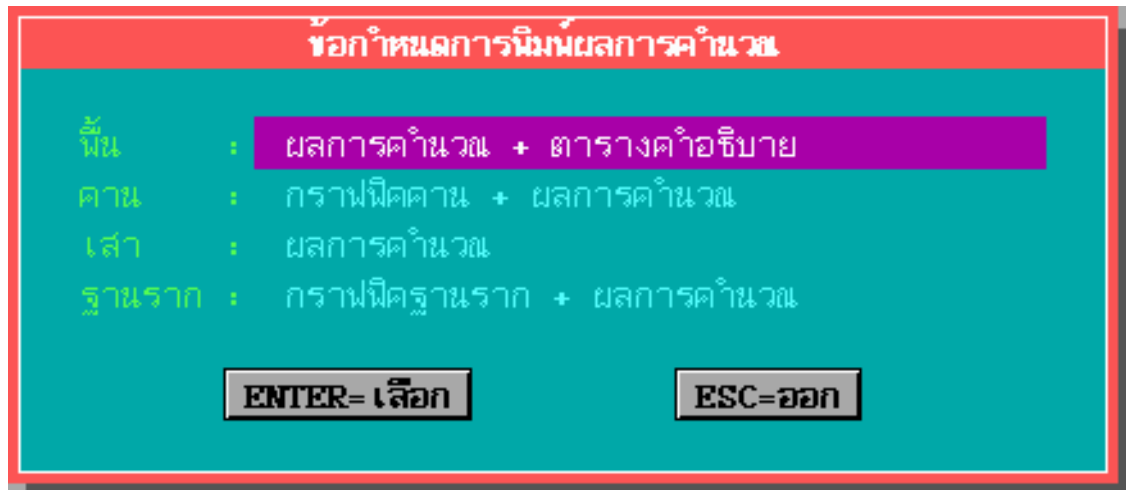 ข้อกำหนดการพิมพ์ผลการคำนวณ
พื้น : ผลการคำนวณ + ตารางคำอธิบาย
คาน : กราฟฟิคคาน + ผลการคำนวณ
เสา : ผลการคำนวณ
ฐานราก : กราฟฟิคฐานราก + ผลการคำนวณ
ENTER=เลือก ESC=ออก